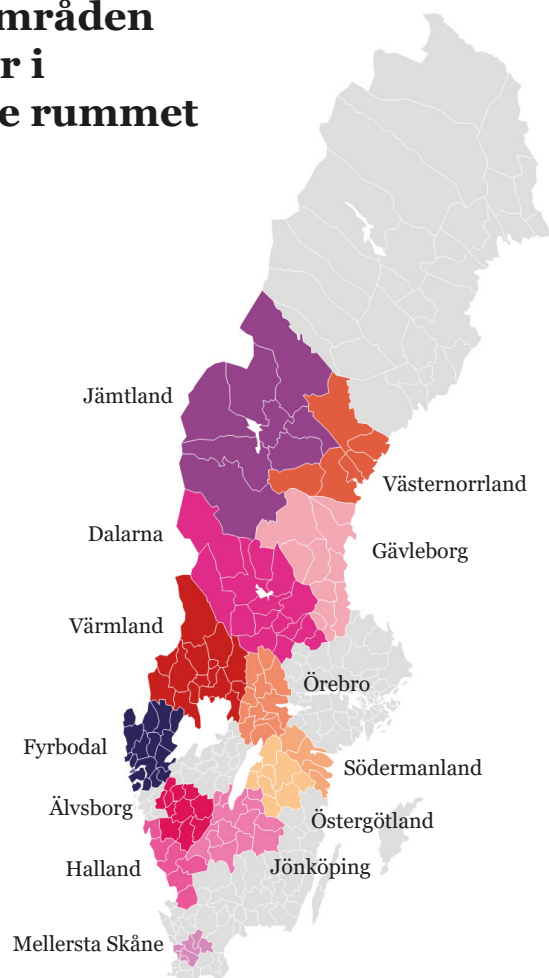 mråden
r i
e rummet
Jämtland
Västernorrland
Dalarna
Gävleborg
Värmland
Örebro
Fyrbodal
Södermanland
Älvsborg
Östergötland
Halland
Jönköping
Mellersta Skåne